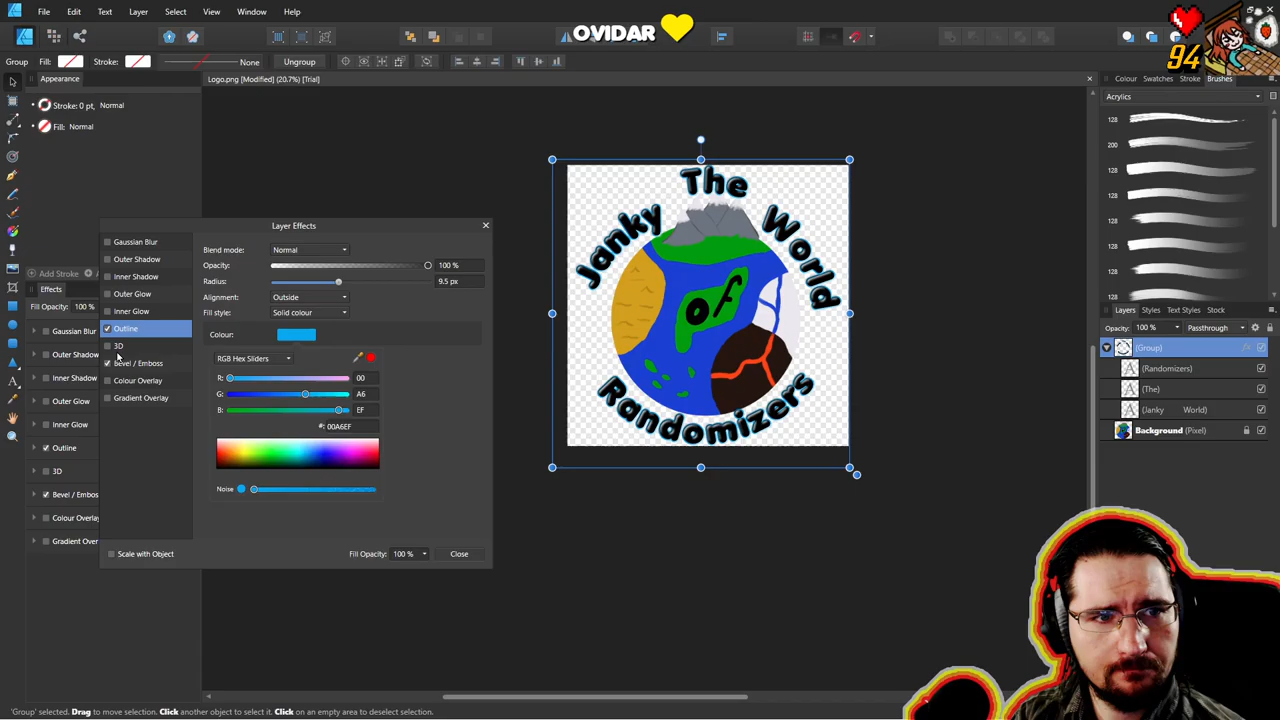 File Edit Text Layer Select View Window Help
OVIDAR
94
Group Fill: Stroke: None Ungroup
Appearance
Logo.png [Modified] (20.7%) [Trial]
Colour Swatches Stroke Brushes
Stroke: 0 pt, Normal
Fill: Normal
Acrylics
128
200
128
128
128
128
128
128
Add Stroke
Effects
Fill Opacity: 100 %
Gaussian Blur
Outer Shadow
Inner Shadow
Outer Glow
Inner Glow
Outline
3D
Bevel / Embos
Colour Overlay
Gradient Over
Layer Effects
Gaussian Blur
Outer Shadow
Inner Shadow
Outer Glow
Inner Glow
Outline
3D
Bevel / Emboss
Colour Overlay
Gradient Overlay
Blend mode: Normal
Opacity: 100 %
Radius: 9.5 px
Alignment: Outside
Fill style: Solid colour
Colour:
RGB Hex Sliders
R: 00
G: A6
B: EF
#: 00A6EF
Noise
Scale with Object
Fill Opacity: 100 % Close
The
Janky World
of
Randomizers
Layers Styles Text Styles Stock
Opacity: 100 % Passthrough
(Group)
(Randomizers)
(The)
(Janky World)
Background (Pixel)
'Group' selected. Drag to move selection. Click another object to select it. Click on an empty area to deselect selection.